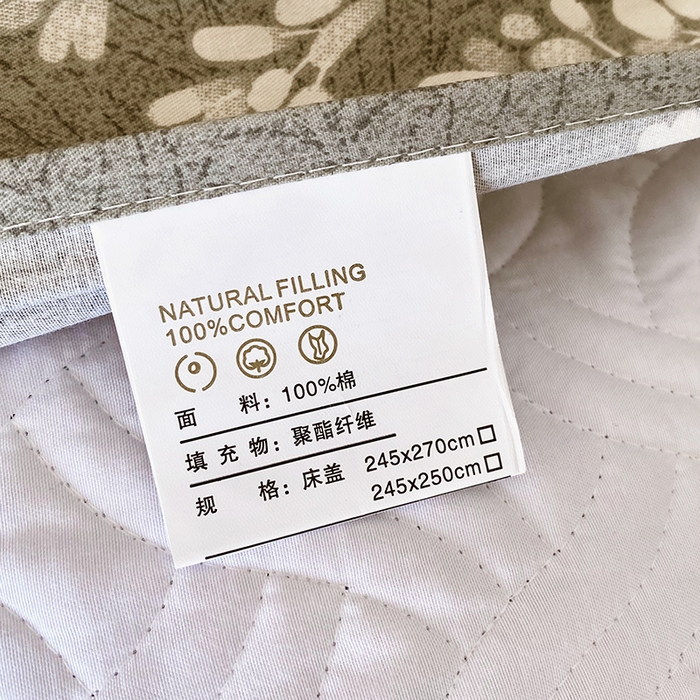 NATURAL FILLING
100%COMFORT
面 料：100%棉
填 充 物：聚酯纤维
规 格：床盖 245x270cm☐
245x250cm☐